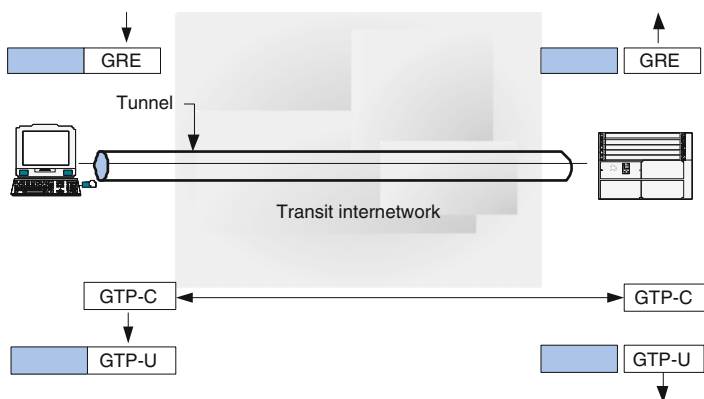 GRE
GRE
Tunnel
Transit internetwork
GTP-C
GTP-C
GTP-U
GTP-U